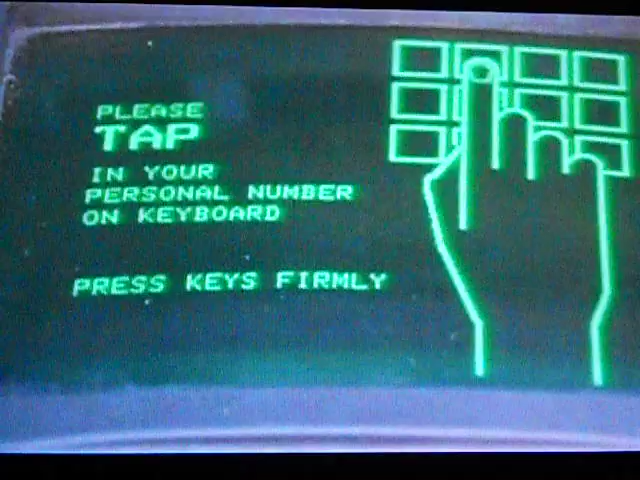 PLEASE
TAP
IN YOUR
PERSONAL NUMBER
ON KEYBOARD
PRESS KEYS FIRMLY